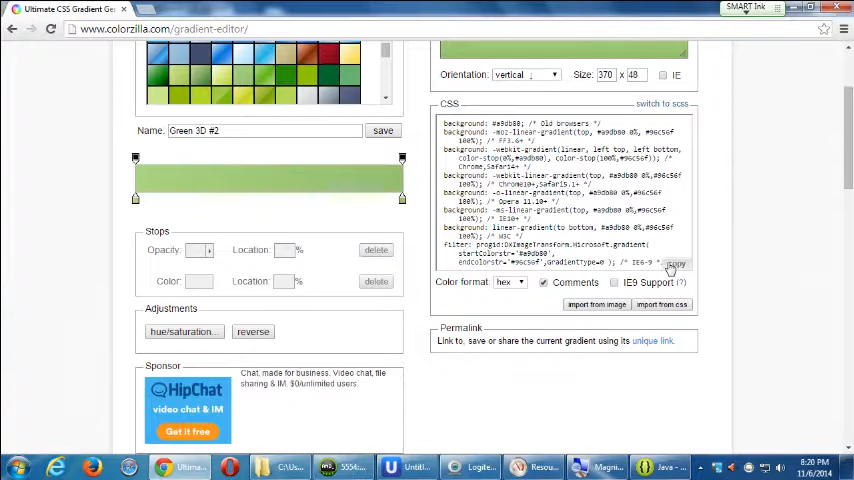 Ultimate CSS Gradient Ge
SMART Ink
www.colorzilla.com/gradient-editor/
Orientation: vertical Size: 370 x 48 IE
CSS switch to scss
background: #a9db80; /* Old browsers */
background: -moz-linear-gradient(top, #a9db80 0%, #96c56f
100%); /* FF3.6+ */
background: -webkit-gradient(linear, left top, left bottom,
color-stop(0%,#a9db80), color-stop(100%,#96c56f)); /*
Chrome,Safari4+ */
background: -webkit-linear-gradient(top, #a9db80 0%,#96c56f
100%); /* Chrome10+,Safari5.1+ */
background: -o-linear-gradient(top, #a9db80 0%,#96c56f
100%); /* Opera 11.10+ */
background: -ms-linear-gradient(top, #a9db80 0%,#96c56f
100%); /* IE10+ */
background: linear-gradient(to bottom, #a9db80 0%,#96c56f
100%); /* W3C */
filter: progid:DXImageTransform.Microsoft.gradient(
startColorstr='#a9db80',
endColorstr='#96c56f',GradientType=0 ); /* IE6-9 *
copy
Name: Green 3D #2 save
Stops
Opacity: Location: % delete
Color: Location: % delete
Color format: hex Comments IE9 Support (?)
import from image import from css
Adjustments
hue/saturation... reverse
Permalink
Link to, save or share the current gradient using its unique link.
Sponsor
HipChat
video chat & IM
Get it free
Chat, made for business. Video chat, file
sharing & IM. $0/unlimited users.
Ultima... C:\Us... 5554:... Untitl... Logite... Resou... Magni... Java - ...
8:20 PM
11/6/2014